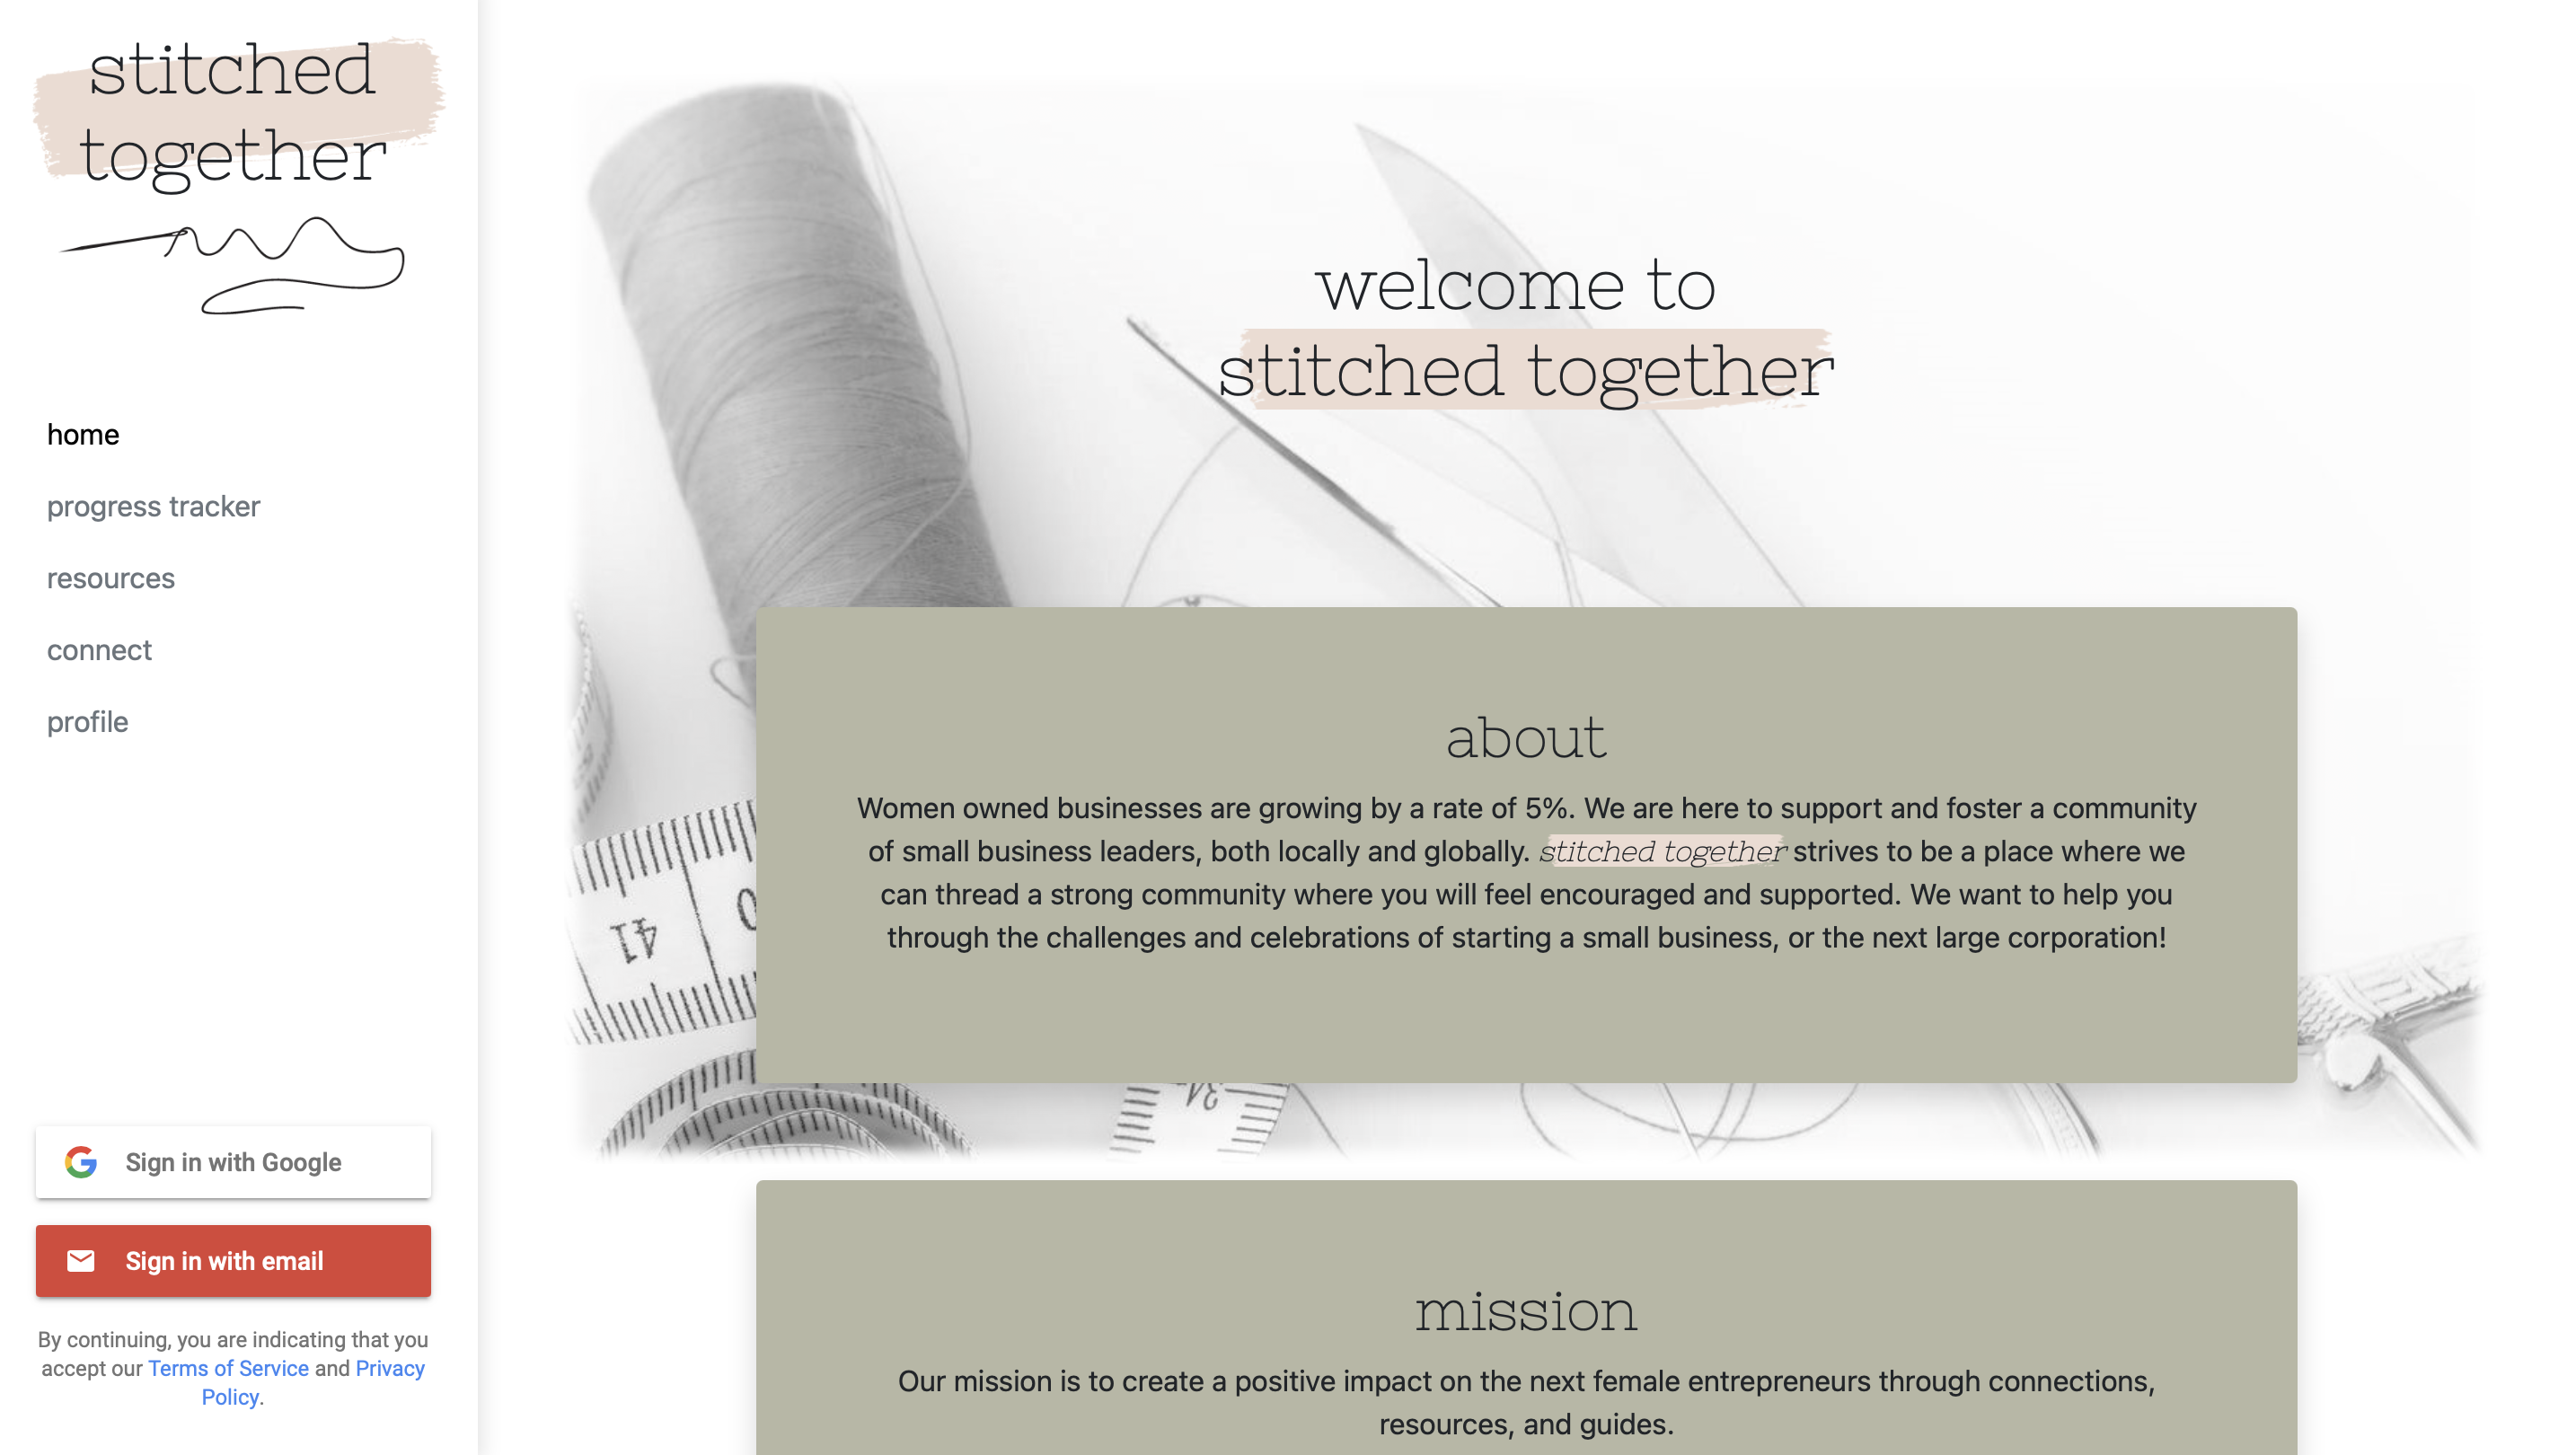 stitched
together
home
progress tracker
resources
connect
profile
Sign in with Google
Sign in with email
By continuing, you are indicating that you
accept our Terms of Service and Privacy
Policy.
welcome to
stitched together
about
Women owned businesses are growing by a rate of 5%. We are here to support and foster a community
of small business leaders, both locally and globally. stitched together strives to be a place where we
can thread a strong community where you will feel encouraged and supported. We want to help you
through the challenges and celebrations of starting a small business, or the next large corporation!
41
0
34
mission
Our mission is to create a positive impact on the next female entrepreneurs through connections,
resources, and guides.